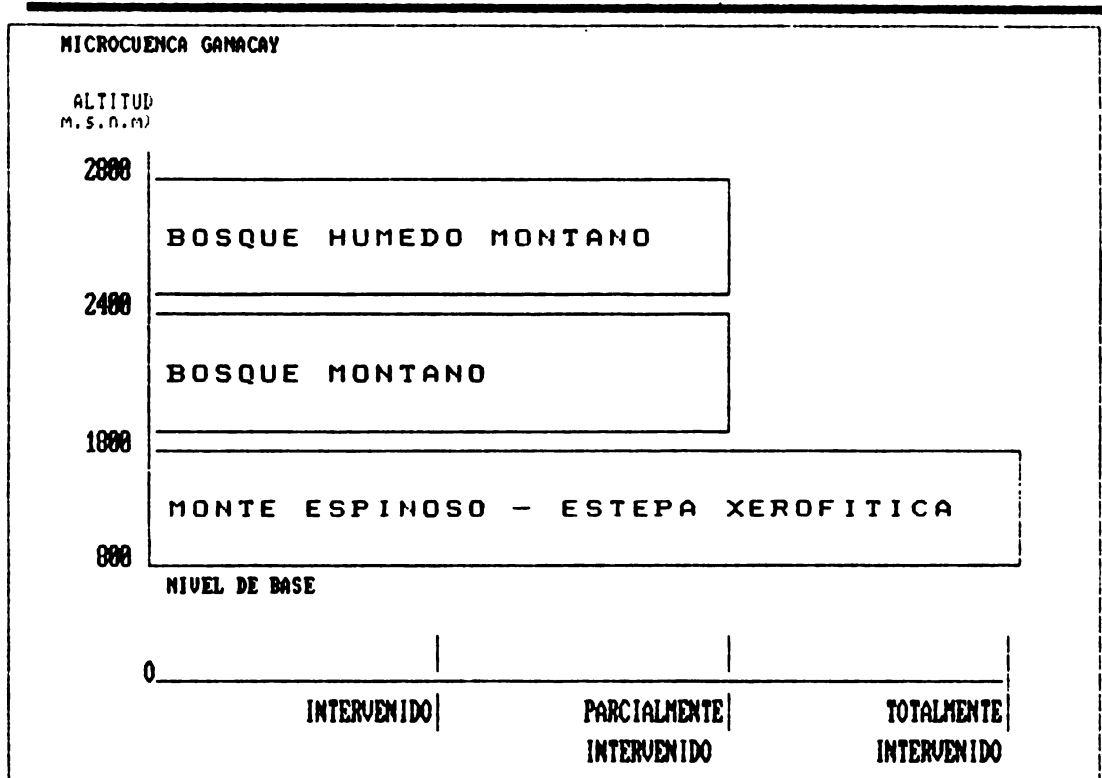 MICROCUENCA GANACAY
ALTITUD
M.S.N.M)
2800
BOSQUE HUMEDO MONTANO
2400
BOSQUE MONTANO
1800
MONTE ESPINOSO - ESTEPA XEROFITICA
800
NIVEL DE BASE
0
INTERVENIDO
PARCIALMENTE
INTERVENIDO
TOTALMENTE
INTERVENIDO